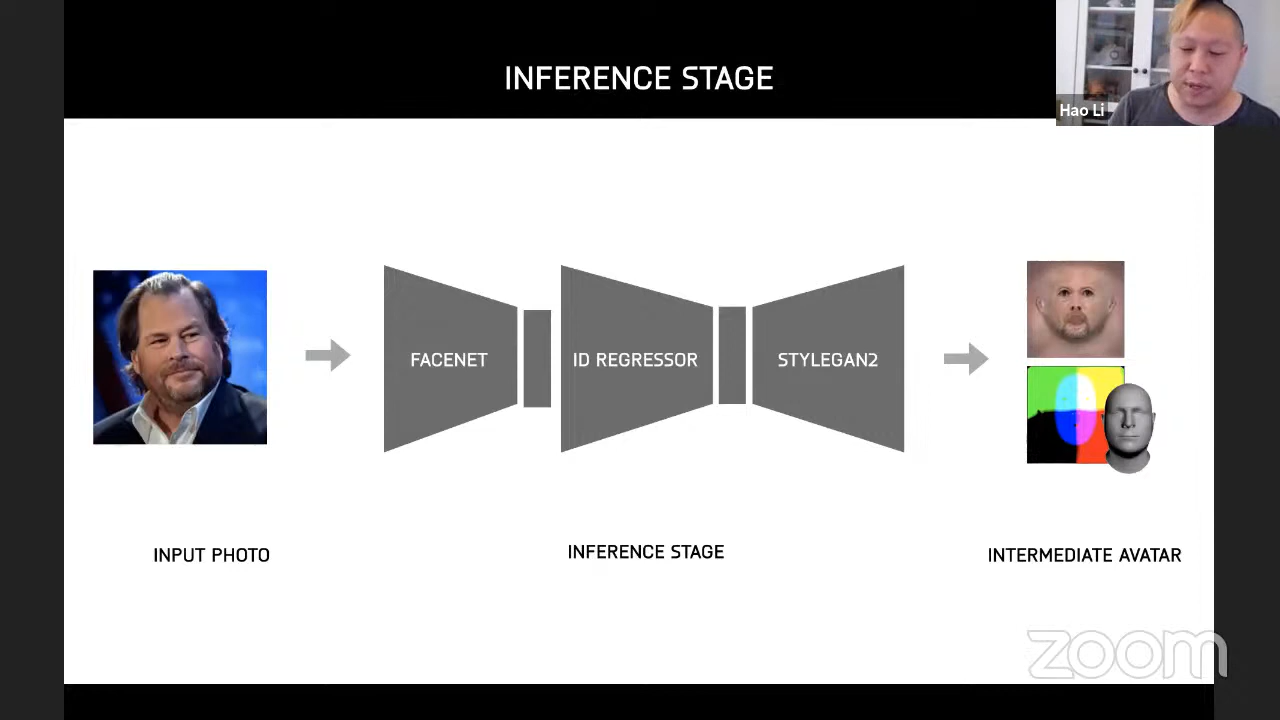 INFERENCE STAGE
Hao Li
FACENET
ID REGRESSOR
STYLEGAN2
INPUT PHOTO
INFERENCE STAGE
INTERMEDIATE AVATAR
zoom